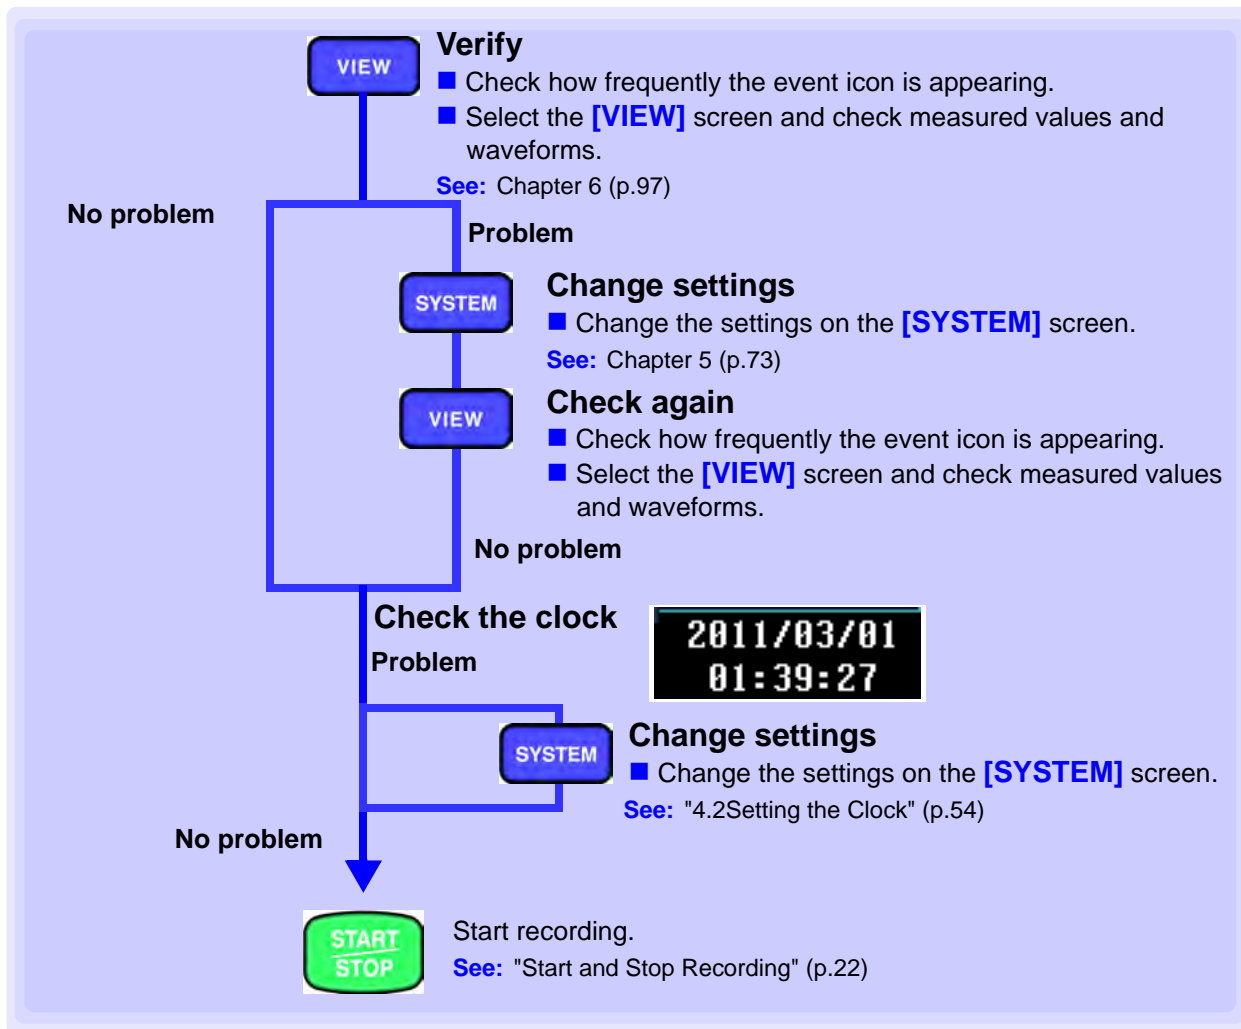 VIEW
Verify
■ Check how frequently the event icon is appearing.
■ Select the [VIEW] screen and check measured values and
waveforms.
See: Chapter 6 (p.97)
No problem
Problem
SYSTEM
Change settings
■ Change the settings on the [SYSTEM] screen.
See: Chapter 5 (p.73)
VIEW
Check again
■ Check how frequently the event icon is appearing.
■ Select the [VIEW] screen and check measured values
and waveforms.
No problem
Check the clock
2011/03/01
01:39:27
Problem
SYSTEM
Change settings
■ Change the settings on the [SYSTEM] screen.
See: "4.2Setting the Clock" (p.54)
No problem
START
STOP
Start recording.
See: "Start and Stop Recording" (p.22)